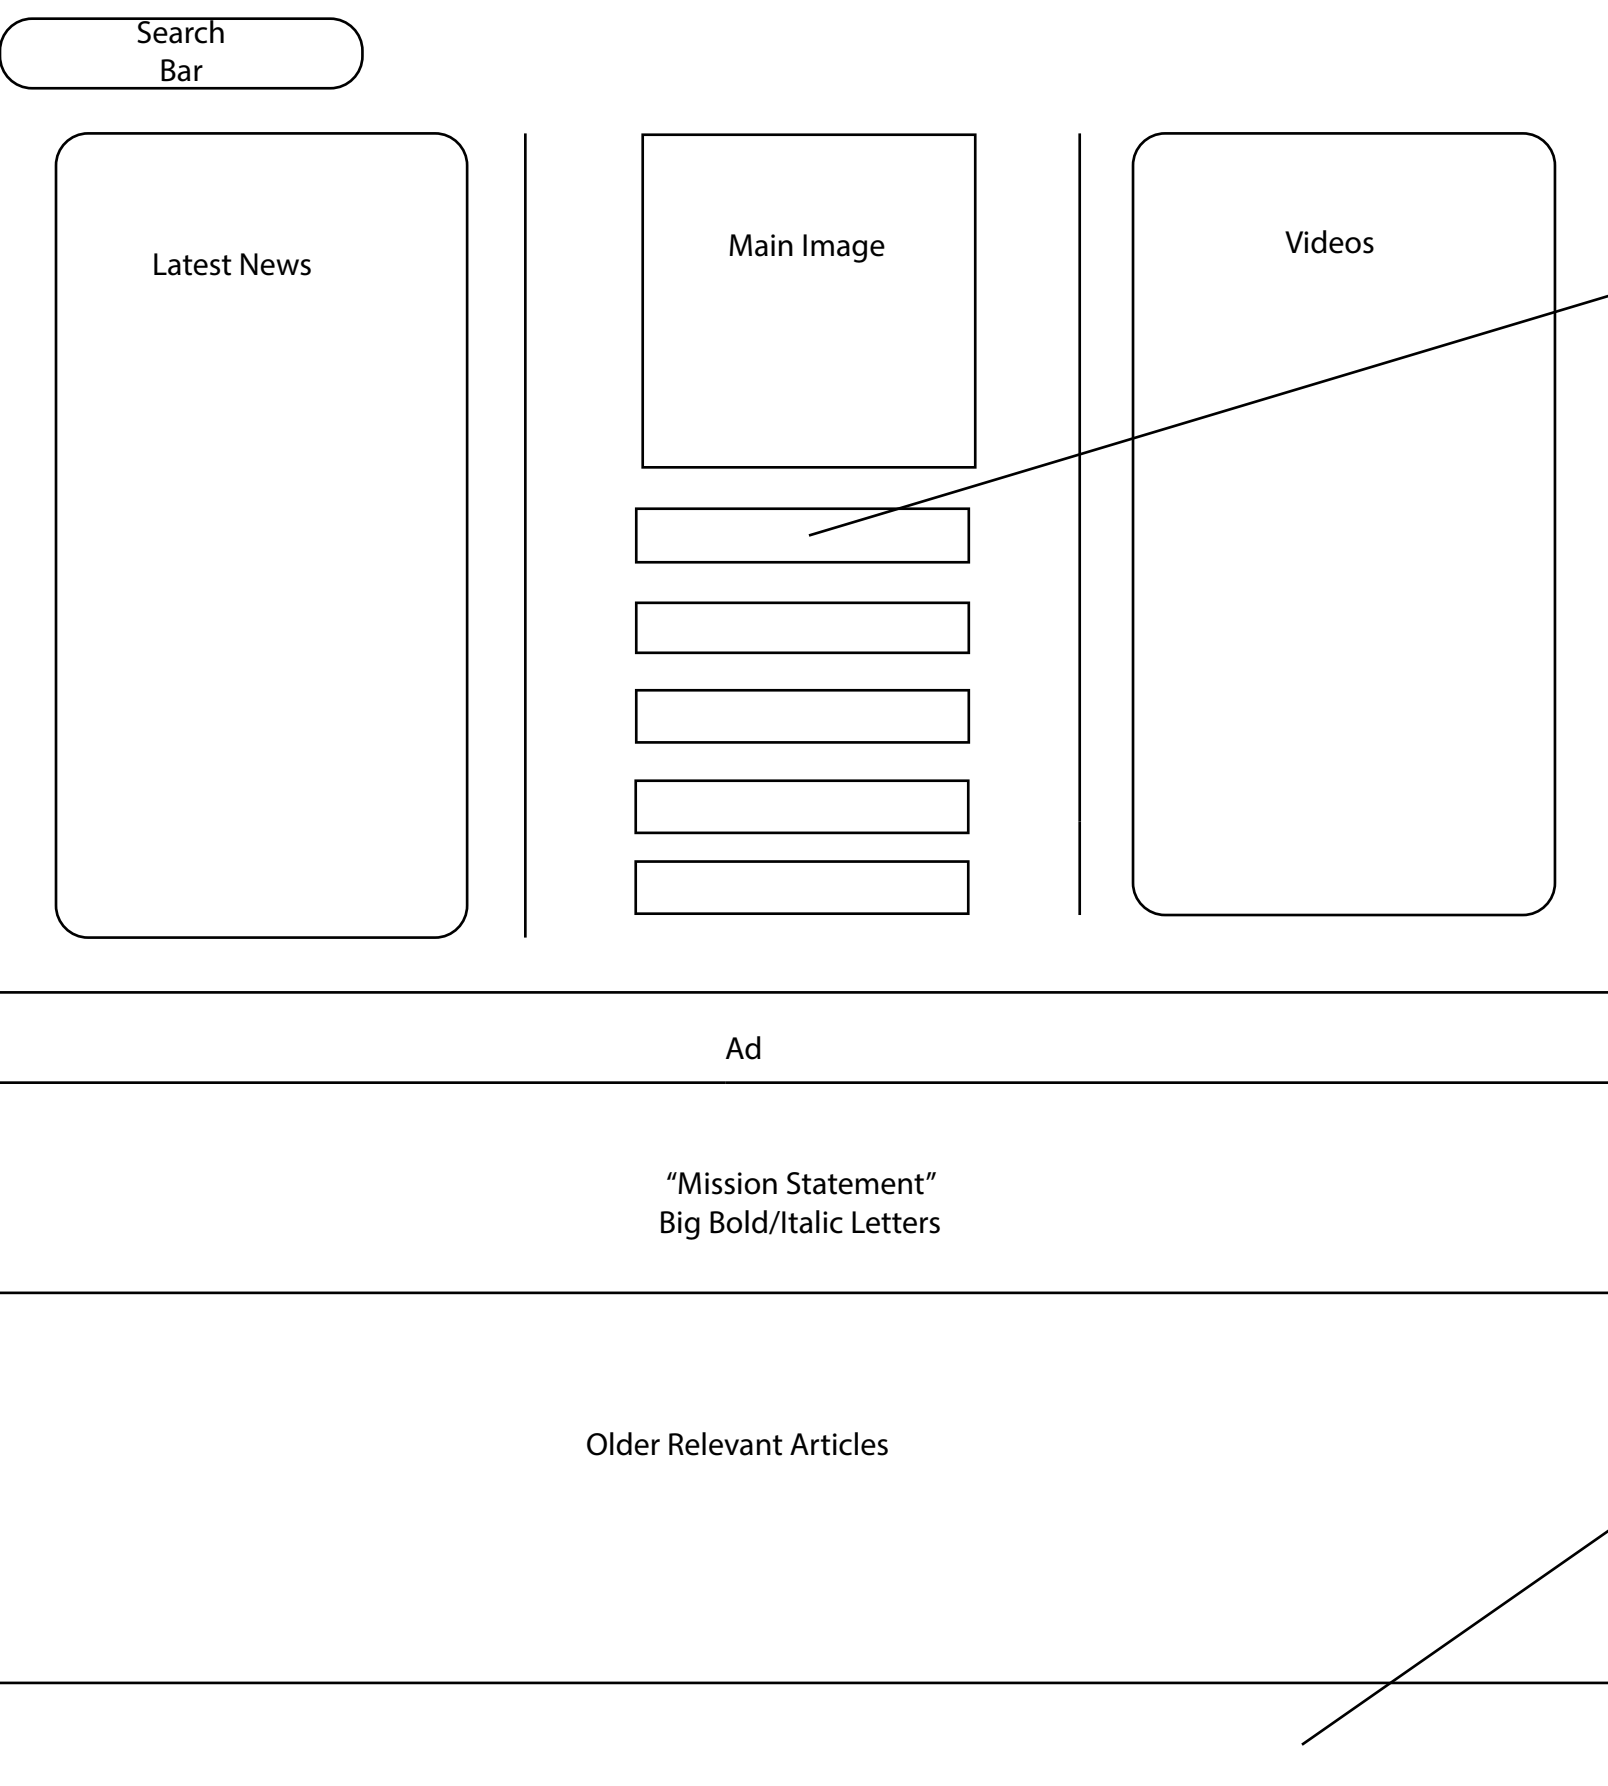 Search
Bar
Latest News
Main Image
Videos
Ad
“Mission Statement”
Big Bold/Italic Letters
Older Relevant Articles